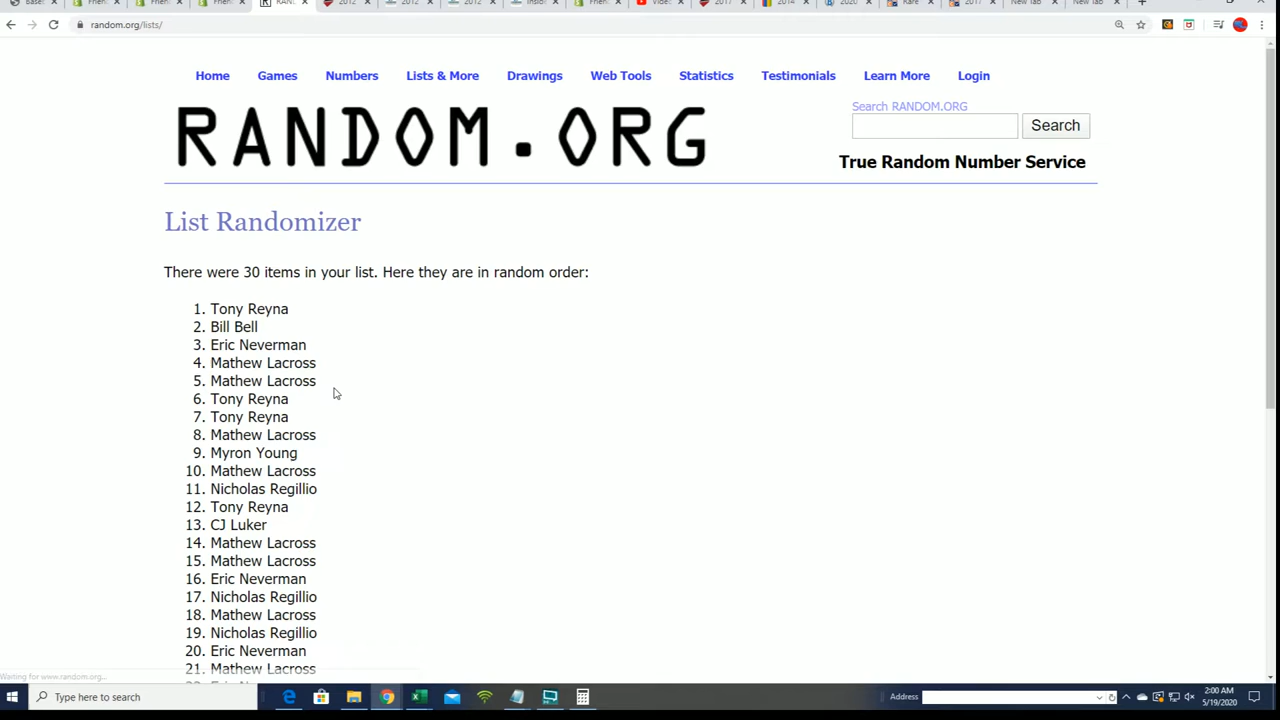 random.org/lists/
Home Games Numbers Lists & More Drawings Web Tools Statistics Testimonials Learn More Login
RANDOM.ORG
Search RANDOM.ORG
Search
True Random Number Service
List Randomizer
There were 30 items in your list. Here they are in random order:
1. Tony Reyna
2. Bill Bell
3. Eric Neverman
4. Mathew Lacross
5. Mathew Lacross
6. Tony Reyna
7. Tony Reyna
8. Mathew Lacross
9. Myron Young
10. Mathew Lacross
11. Nicholas Regillio
12. Tony Reyna
13. CJ Luker
14. Mathew Lacross
15. Mathew Lacross
16. Eric Neverman
17. Nicholas Regillio
18. Mathew Lacross
19. Nicholas Regillio
20. Eric Neverman
21. Mathew Lacross
Waiting for www.random.org...
Type here to search
Address
2:00 AM
5/19/2020